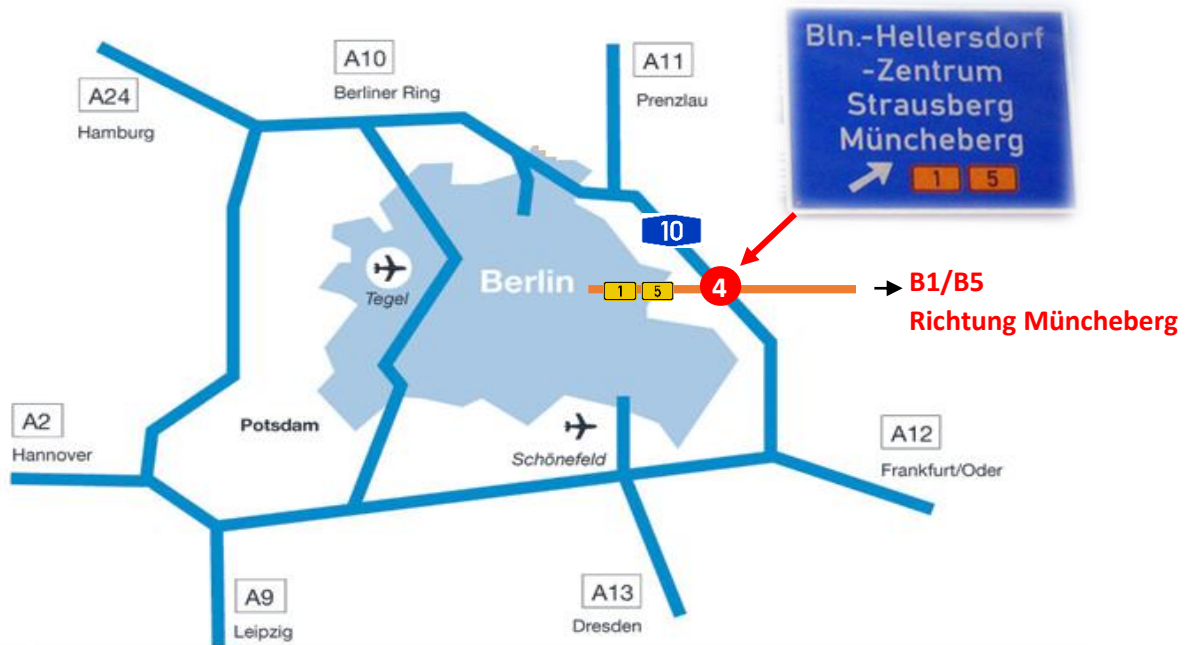 A24
Hamburg
A10
Berliner Ring
A11
Prenzlau
Bln.-Hellersdorf
-Zentrum
Strausberg
Müncheberg
1 5
10
Tegel
Berlin
1 5
4
B1/B5
Richtung Müncheberg
A2
Hannover
Potsdam
Schönefeld
A12
Frankfurt/Oder
A9
Leipzig
A13
Dresden